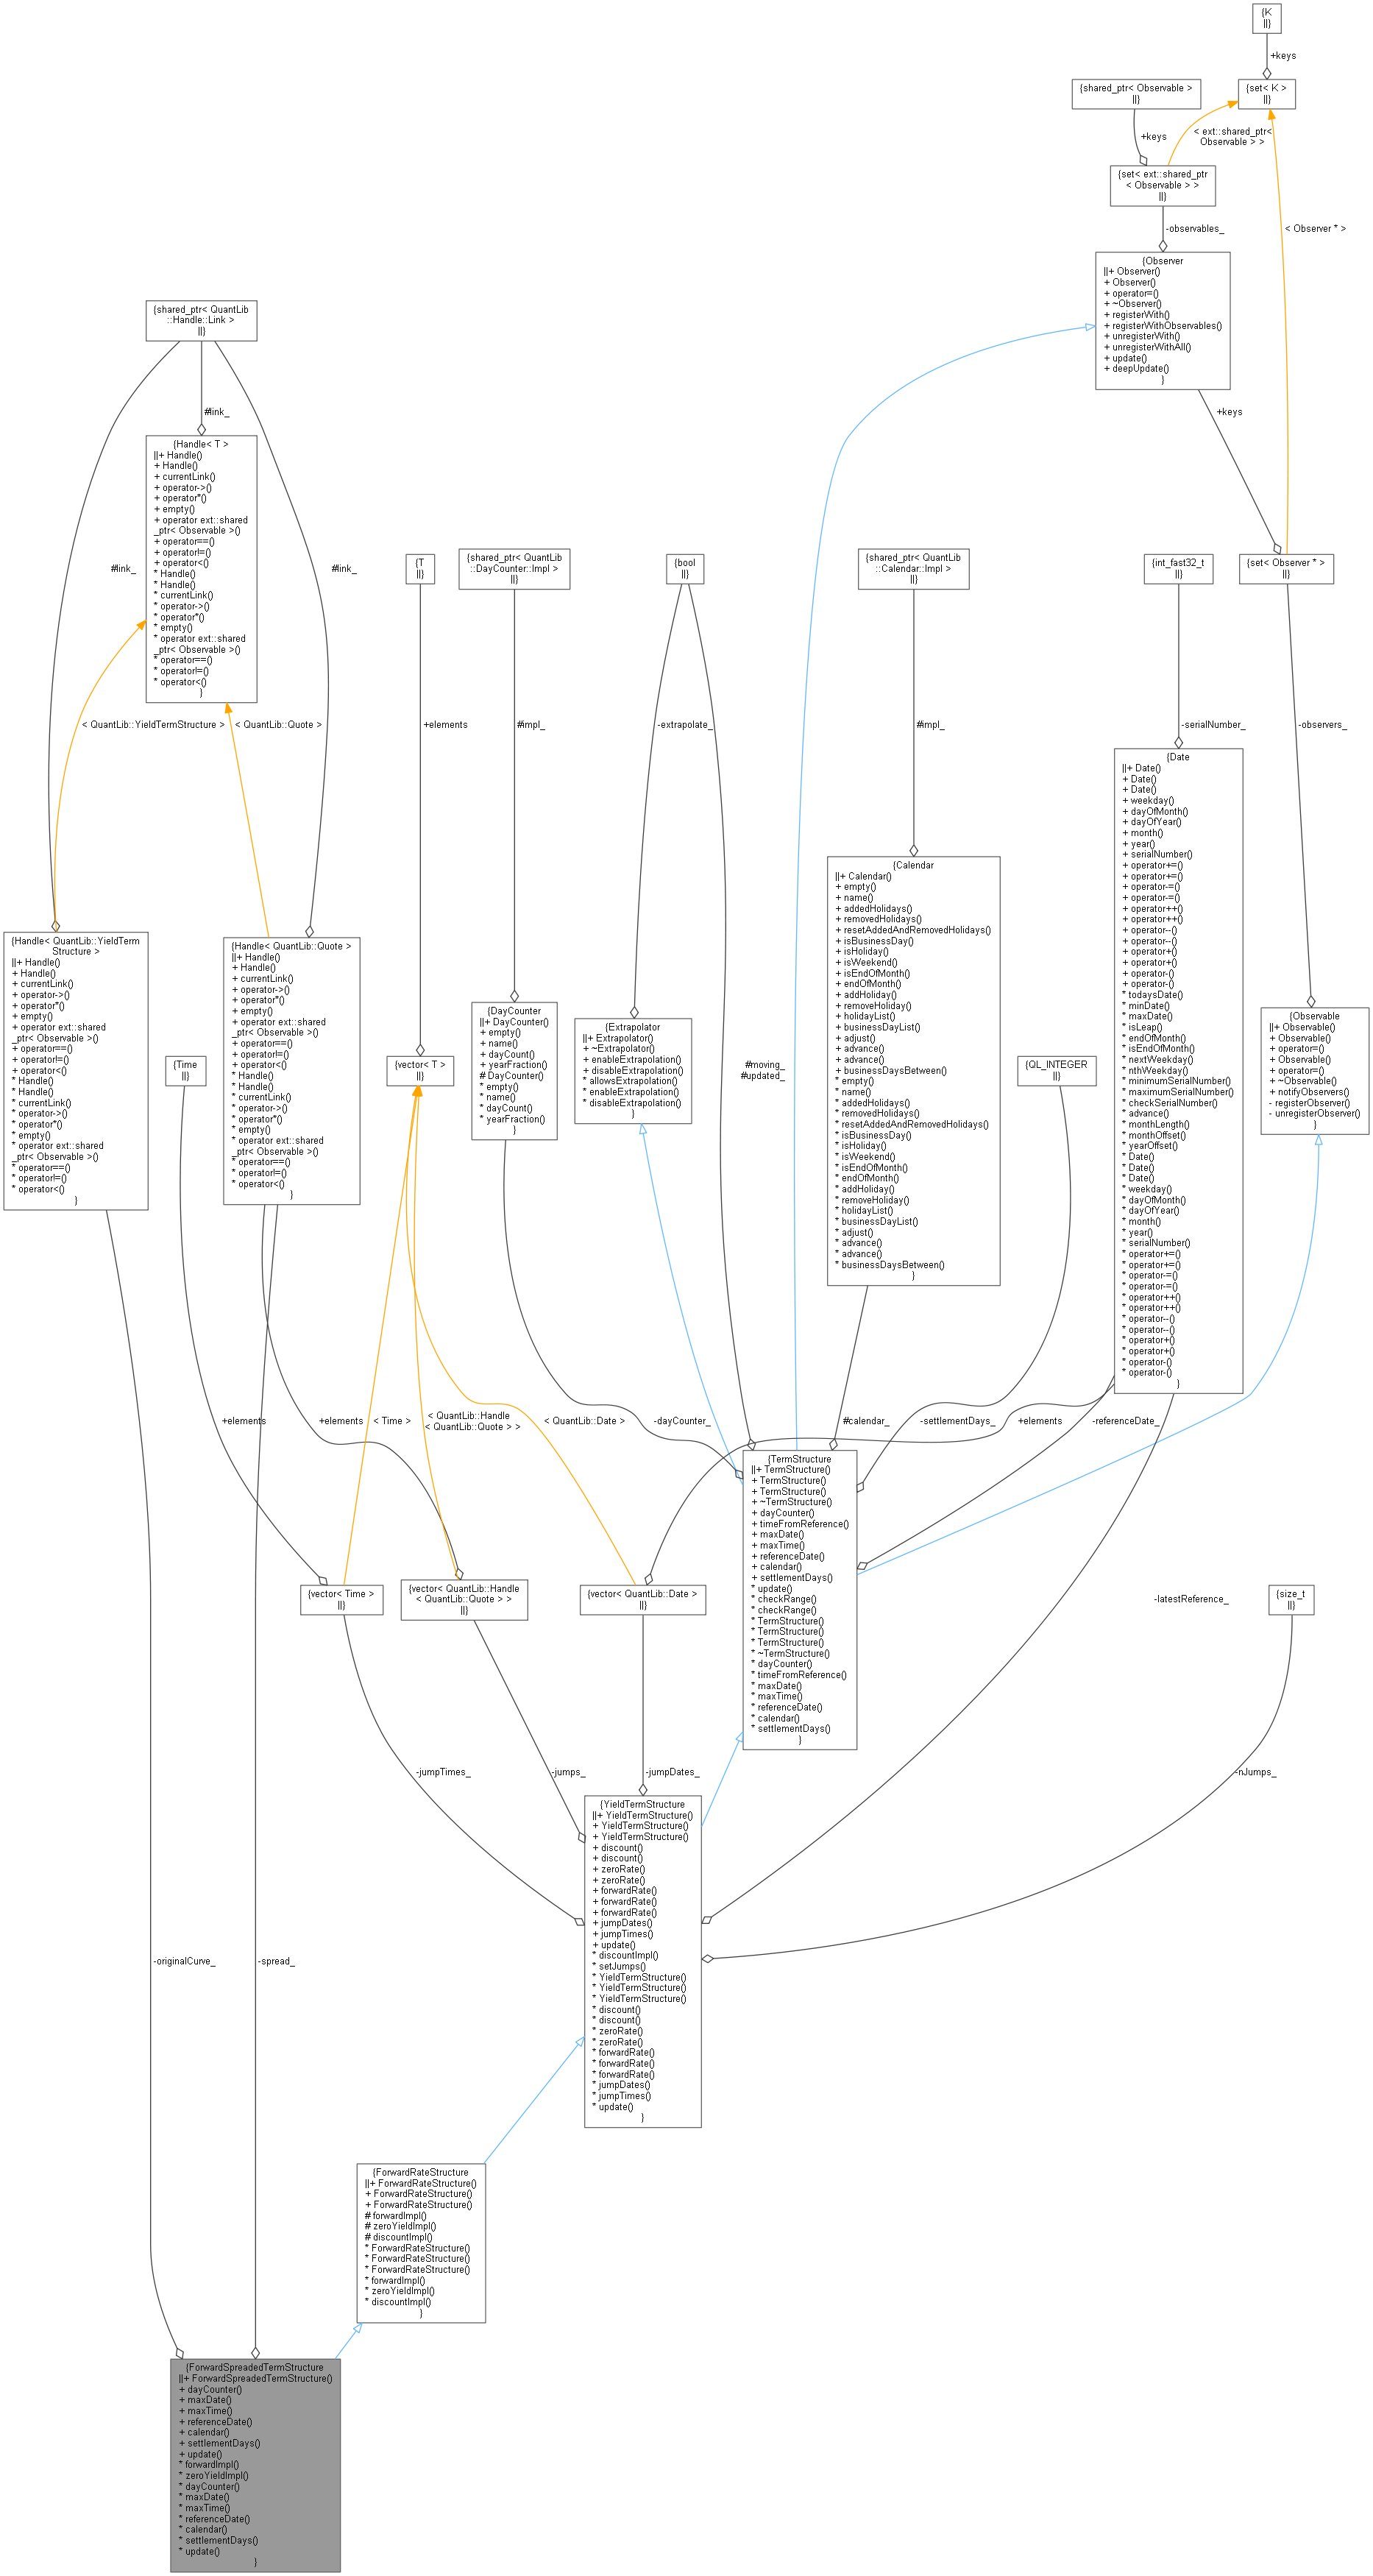 {K
||}
+keys
{shared_ptr< Observable >
||}
{set< K >
||}
+keys
< ext::shared_ptr<
Observable > >
{set< ext::shared_ptr
< Observable > >
||}
-observables_
< Observer * >
{Observer
||+ Observer()
+ Observer()
+ operator=()
+ ~Observer()
+ registerWith()
+ registerWithObservables()
+ unregisterWith()
+ unregisterWithAll()
+ update()
+ deepUpdate()
}
{shared_ptr< QuantLib
::Handle::Link >
||}
#link_
+keys
{Handle< T >
||+ Handle()
+ Handle()
+ currentLink()
+ operator->()
+ operator*()
+ empty()
+ operator ext::shared
_ptr< Observable >()
+ operator==()
+ operator!=()
+ operator<()
* Handle()
* Handle()
* currentLink()
* operator->()
* operator*()
* empty()
* operator ext::shared
_ptr< Observable >()
* operator==()
* operator!=()
* operator<()
}
#link_
#link_
{T
||}
{shared_ptr< QuantLib
::DayCounter::Impl >
||}
{bool
||}
{shared_ptr< QuantLib
::Calendar::Impl >
||}
{int_fast32_t
||}
{set< Observer * >
||}
< QuantLib::YieldTermStructure >
< QuantLib::Quote >
+elements
#impl_
-extrapolate_
#impl_
-serialNumber_
-observers_
{Date
||+ Date()
+ Date()
+ Date()
+ weekday()
+ dayOfMonth()
+ dayOfYear()
+ month()
+ year()
+ serialNumber()
+ operator+=()
+ operator+=()
+ operator-=()
+ operator-=()
+ operator++()
+ operator++()
+ operator--()
+ operator--()
+ operator+()
+ operator+()
+ operator-()
+ operator-()
* todaysDate()
* minDate()
* maxDate()
* isLeap()
* endOfMonth()
* isEndOfMonth()
* nextWeekday()
* nthWeekday()
* minimumSerialNumber()
* maximumSerialNumber()
* checkSerialNumber()
* advance()
* monthLength()
* monthOffset()
* yearOffset()
* Date()
* Date()
* Date()
* weekday()
* dayOfMonth()
* dayOfYear()
* month()
* year()
* serialNumber()
* operator+=()
* operator+=()
* operator-=()
* operator-=()
* operator++()
* operator++()
* operator--()
* operator--()
* operator+()
* operator+()
* operator-()
* operator-()
}
{Calendar
||+ Calendar()
+ empty()
+ name()
+ addedHolidays()
+ removedHolidays()
+ resetAddedAndRemovedHolidays()
+ isBusinessDay()
+ isHoliday()
+ isWeekend()
+ isEndOfMonth()
+ endOfMonth()
+ addHoliday()
+ removeHoliday()
+ holidayList()
+ businessDayList()
+ adjust()
+ advance()
+ advance()
+ businessDaysBetween()
* empty()
* name()
* addedHolidays()
* removedHolidays()
* resetAddedAndRemovedHolidays()
* isBusinessDay()
* isHoliday()
* isWeekend()
* isEndOfMonth()
* endOfMonth()
* addHoliday()
* removeHoliday()
* holidayList()
* businessDayList()
* adjust()
* advance()
* advance()
* businessDaysBetween()
}
{Handle< QuantLib::YieldTerm
Structure >
||+ Handle()
+ Handle()
+ currentLink()
+ operator->()
+ operator*()
+ empty()
+ operator ext::shared
_ptr< Observable >()
+ operator==()
+ operator!=()
+ operator<()
* Handle()
* Handle()
* currentLink()
* operator->()
* operator*()
* empty()
* operator ext::shared
_ptr< Observable >()
* operator==()
* operator!=()
* operator<()
}
{Handle< QuantLib::Quote >
||+ Handle()
+ Handle()
+ currentLink()
+ operator->()
+ operator*()
+ empty()
+ operator ext::shared
_ptr< Observable >()
+ operator==()
+ operator!=()
+ operator<()
* Handle()
* Handle()
* currentLink()
* operator->()
* operator*()
* empty()
* operator ext::shared
_ptr< Observable >()
* operator==()
* operator!=()
* operator<()
}
{Time
||}
{vector< T >
||}
{DayCounter
||+ DayCounter()
+ empty()
+ name()
+ dayCount()
+ yearFraction()
# DayCounter()
* empty()
* name()
* dayCount()
* yearFraction()
}
{Extrapolator
||+ Extrapolator()
+ ~Extrapolator()
+ enableExtrapolation()
+ disableExtrapolation()
* allowsExtrapolation()
* enableExtrapolation()
* disableExtrapolation()
}
#moving_
#updated_
{QL_INTEGER
||}
{Observable
||+ Observable()
+ Observable()
+ operator=()
+ Observable()
+ operator=()
+ ~Observable()
+ notifyObservers()
- registerObserver()
- unregisterObserver()
}
+elements
+elements
< Time >
< QuantLib::Handle
< QuantLib::Quote > >
< QuantLib::Date >
-dayCounter_
#calendar_
-settlementDays_
+elements
-referenceDate_
{TermStructure
||+ TermStructure()
+ TermStructure()
+ TermStructure()
+ ~TermStructure()
+ dayCounter()
+ timeFromReference()
+ maxDate()
+ maxTime()
+ referenceDate()
+ calendar()
+ settlementDays()
* update()
* checkRange()
* checkRange()
* TermStructure()
* TermStructure()
* TermStructure()
* ~TermStructure()
* dayCounter()
* timeFromReference()
* maxDate()
* maxTime()
* referenceDate()
* calendar()
* settlementDays()
}
{vector< Time >
||}
{vector< QuantLib::Handle
< QuantLib::Quote > >
||}
{vector< QuantLib::Date >
||}
-latestReference_
{size_t
||}
-jumpTimes_
-jumps_
-jumpDates_
-nJumps_
{YieldTermStructure
||+ YieldTermStructure()
+ YieldTermStructure()
+ YieldTermStructure()
+ discount()
+ discount()
+ zeroRate()
+ zeroRate()
+ forwardRate()
+ forwardRate()
+ forwardRate()
+ jumpDates()
+ jumpTimes()
+ update()
* discountImpl()
* setJumps()
* YieldTermStructure()
* YieldTermStructure()
* YieldTermStructure()
* discount()
* discount()
* zeroRate()
* zeroRate()
* forwardRate()
* forwardRate()
* forwardRate()
* jumpDates()
* jumpTimes()
* update()
}
-originalCurve_
-spread_
{ForwardRateStructure
||+ ForwardRateStructure()
+ ForwardRateStructure()
+ ForwardRateStructure()
# forwardImpl()
# zeroYieldImpl()
# discountImpl()
* ForwardRateStructure()
* ForwardRateStructure()
* ForwardRateStructure()
* forwardImpl()
* zeroYieldImpl()
* discountImpl()
}
{ForwardSpreadedTermStructure
||+ ForwardSpreadedTermStructure()
+ dayCounter()
+ maxDate()
+ maxTime()
+ referenceDate()
+ calendar()
+ settlementDays()
+ update()
* forwardImpl()
* zeroYieldImpl()
* dayCounter()
* maxDate()
* maxTime()
* referenceDate()
* calendar()
* settlementDays()
* update()
}